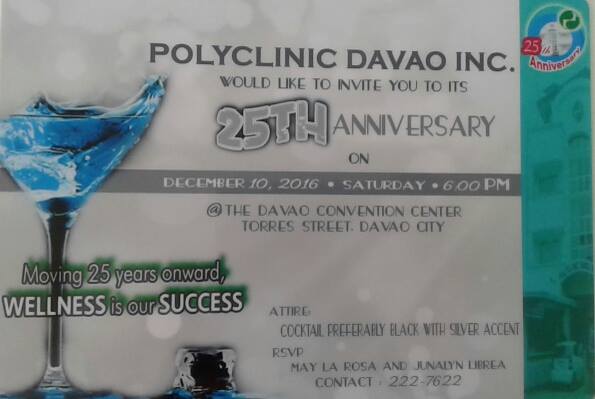 POLYCLINIC DAVAO INC.
WOULD LIKE TO INVITE YOU TO ITS
25TH ANNIVERSARY
ON
DECEMBER 10, 2016 • SATURDAY • 6:00 PM
@ THE DAVAO CONVENTION CENTER
TORRES STREET, DAVAO CITY
Moving 25 years onward,
WELLNESS is our SUCCESS
ATTIRE:
COCKTAIL PREFERABLY BLACK WITH SILVER ACCENT
RSVP
MAY LA ROSA AND JUNALYN LIBREA
CONTACT : 222-7622
25th
Anniversary